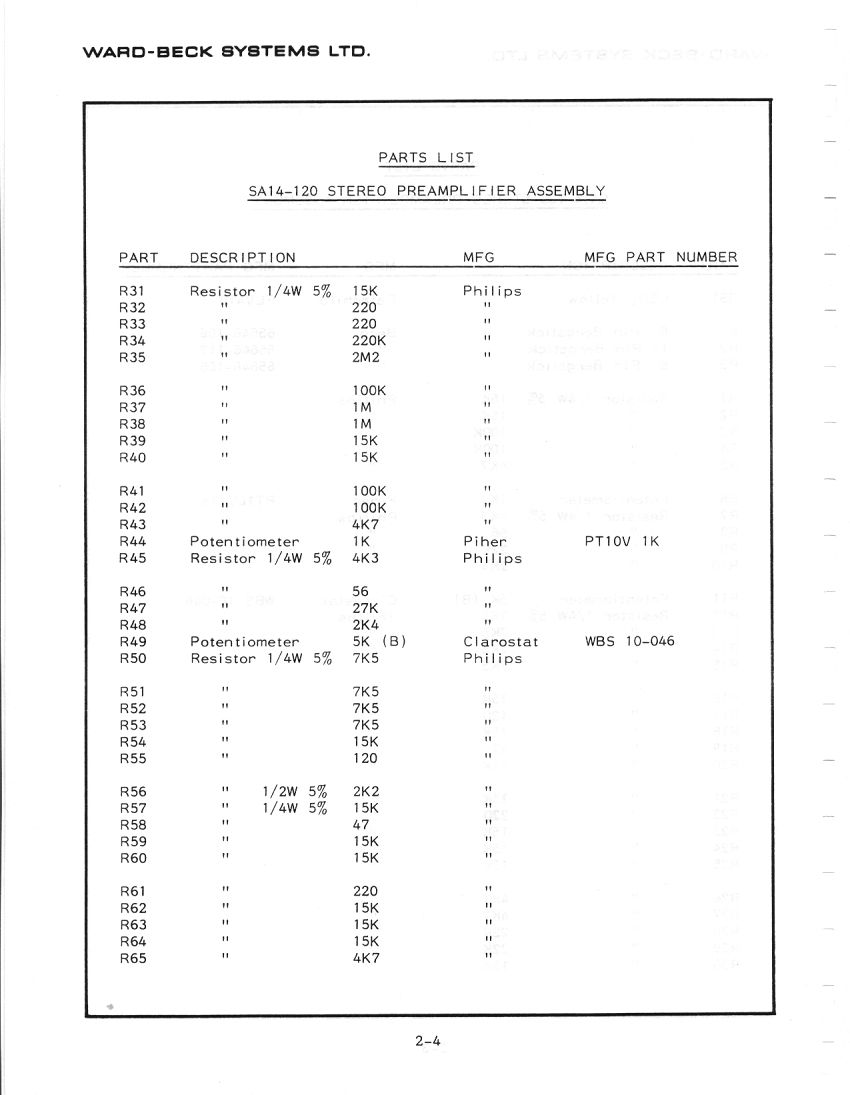 WARD-BECK SYSTEMS LTD.
PARTS LIST
SA14-120 STEREO PREAMPLIFIER ASSEMBLY
PART DESCRIPTION MFG MFG PART NUMBER
R31 Resistor 1/4W 5% 15K Philips
R32 " 220 "
R33 " 220 "
R34 " 220K "
R35 " 2M2 "
R36 " 100K "
R37 " 1M "
R38 " 1M "
R39 " 15K "
R40 " 15K "
R41 " 100K "
R42 " 100K "
R43 " 4K7 "
R44 Potentiometer 1K Piher PT10V 1K
R45 Resistor 1/4W 5% 4K3 Philips
R46 " 56 "
R47 " 27K "
R48 " 2K4 "
R49 Potentiometer 5K (B) Clarostat WBS 10-046
R50 Resistor 1/4W 5% 7K5 Philips
R51 " 7K5 "
R52 " 7K5 "
R53 " 7K5 "
R54 " 15K "
R55 " 120 "
R56 " 1/2W 5% 2K2 "
R57 " 1/4W 5% 15K "
R58 " 47 "
R59 " 15K "
R60 " 15K "
R61 " 220 "
R62 " 15K "
R63 " 15K "
R64 " 15K "
R65 " 4K7 "
2-4